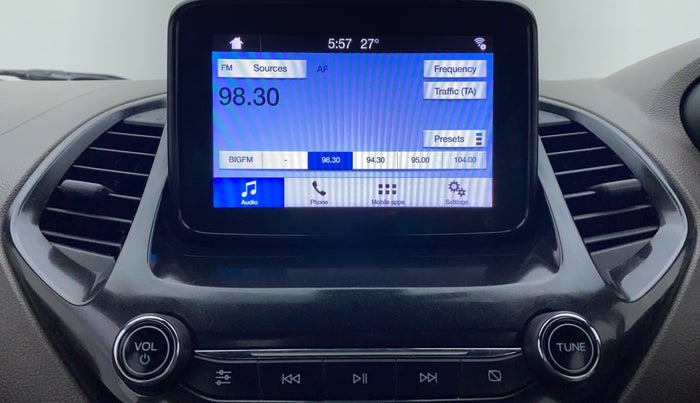 5:57 27°
FM Sources AF Frequency
98.30 Traffic (TA)
Presets
BIGFM - 98.30 94.30 95.00 104.00
Audio Phone Mobile apps Settings
VOL TUNE